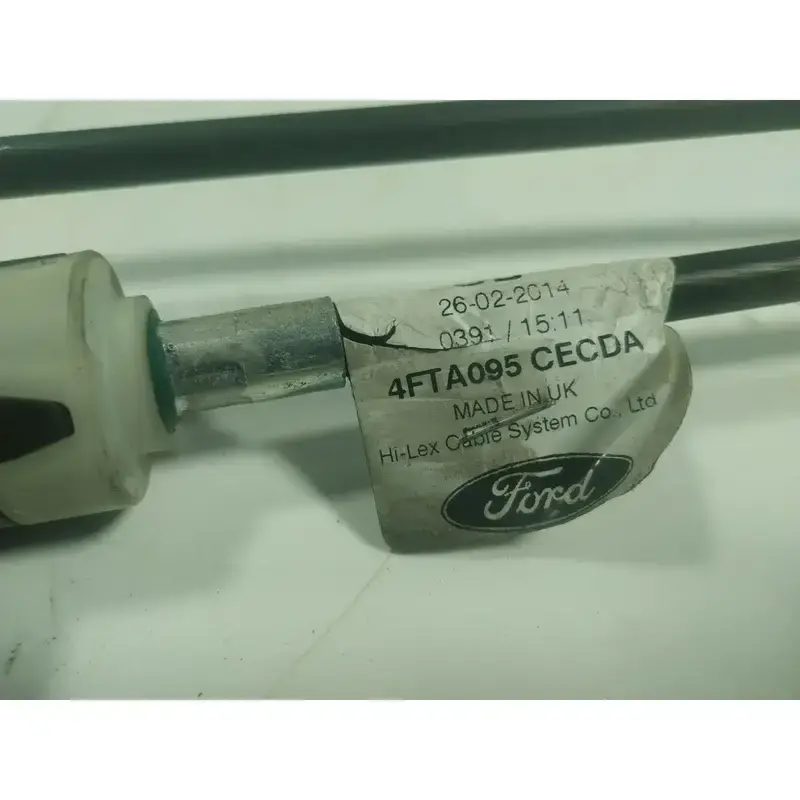 26-02-2014
0391 / 15:11
4FTA095 CECDA
MADE IN UK
Hi-Lex Cable System Co., Ltd
Ford